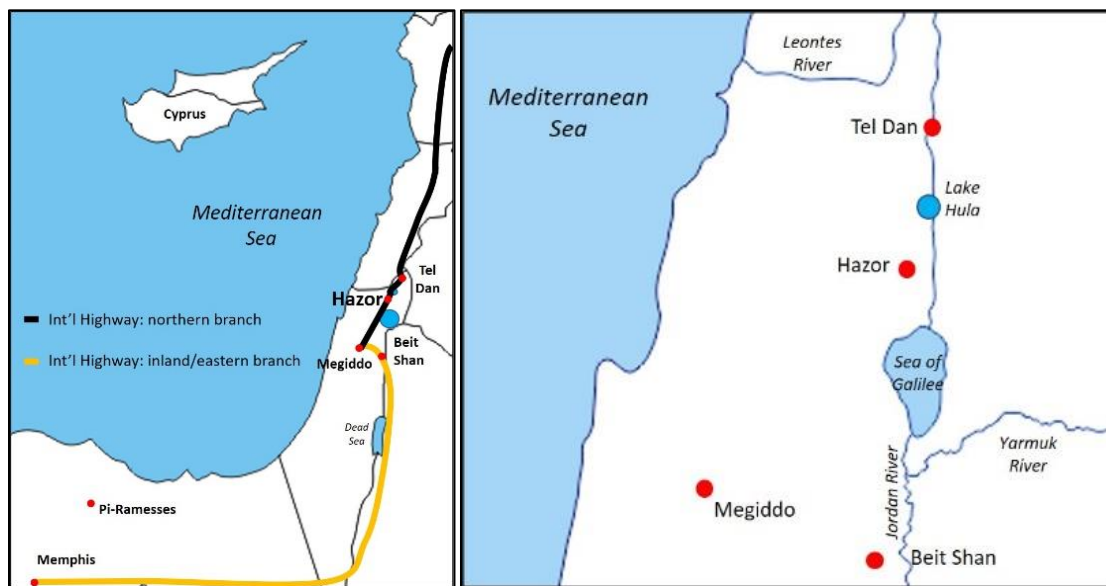 Cyprus
Mediterranean
Sea
Tel
Dan
Hazor
Int'l Highway: northern branch
Beit
Shan
Int'l Highway: inland/eastern branch
Megiddo
Dead
Sea
Pi-Ramesses
Memphis
Leontes
River
Mediterranean
Sea
Tel Dan
Lake
Hula
Hazor
Sea of
Galilee
Yarmuk
River
Jordan River
Megiddo
Beit Shan